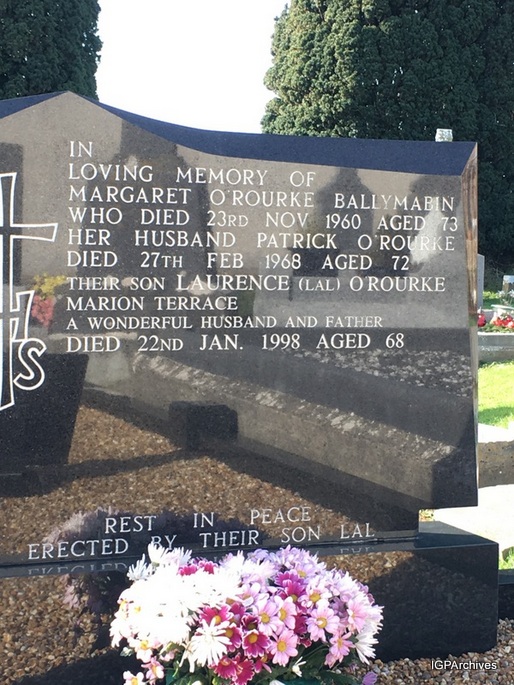 IN
LOVING MEMORY OF
MARGARET O'ROURKE BALLYMABIN
WHO DIED 23RD NOV 1960 AGED 73
HER HUSBAND PATRICK O'ROURKE
DIED 27TH FEB 1968 AGED 72
THEIR SON LAURENCE (LAL) O'ROURKE
MARION TERRACE
A WONDERFUL HUSBAND AND FATHER
DIED 22ND JAN. 1998 AGED 68
REST IN PEACE
ERECTED BY THEIR SON LAL
IGPArchives